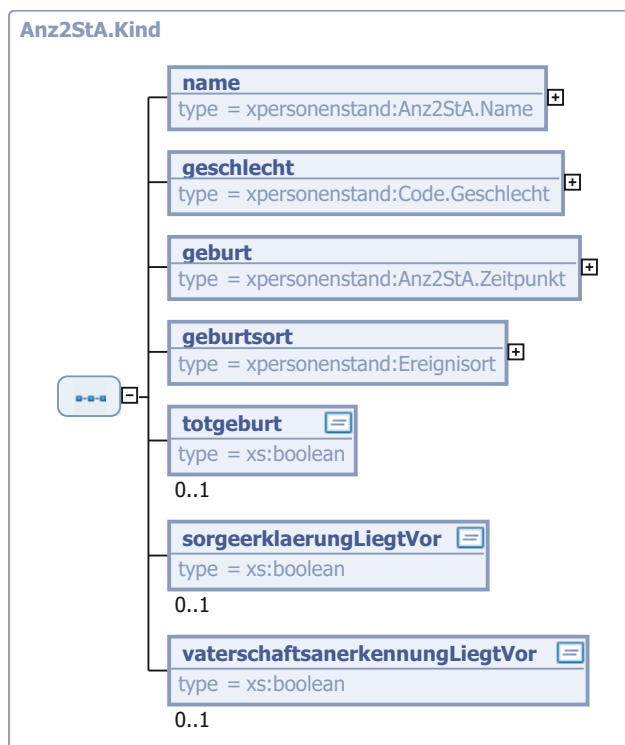 Anz2StA.Kind
name
type = xpersonenstand:Anz2StA.Name
geschlecht
type = xpersonenstand:Code.Geschlecht
geburt
type = xpersonenstand:Anz2StA.Zeitpunkt
geburtsort
type = xpersonenstand:Ereignisort
totgeburt
type = xs:boolean
0..1
sorgeerklaerungLiegtVor
type = xs:boolean
0..1
vaterschaftsanerkennungLiegtVor
type = xs:boolean
0..1